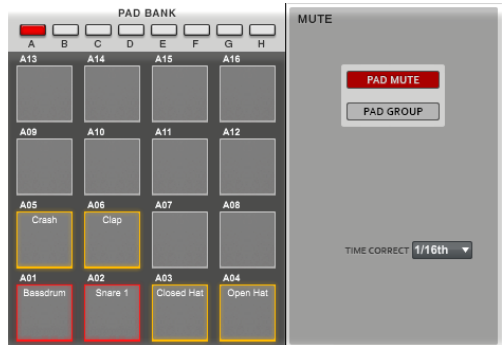 PAD BANK
A B C D E F G H
A13 A14 A15 A16
A09 A10 A11 A12
A05 A06 A07 A08
Crash Clap
A01 A02 A03 A04
Bassdrum Snare 1 Closed Hat Open Hat
MUTE
PAD MUTE
PAD GROUP
TIME CORRECT 1/16th